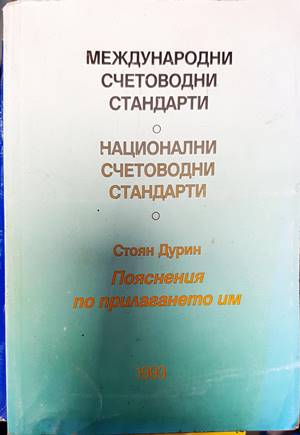 МЕЖДУНАРОДНИ
СЧЕТОВОДНИ
СТАНДАРТИ
НАЦИОНАЛНИ
СЧЕТОВОДНИ
СТАНДАРТИ
Стоян Дурин
Пояснения
по прилагането им
1993